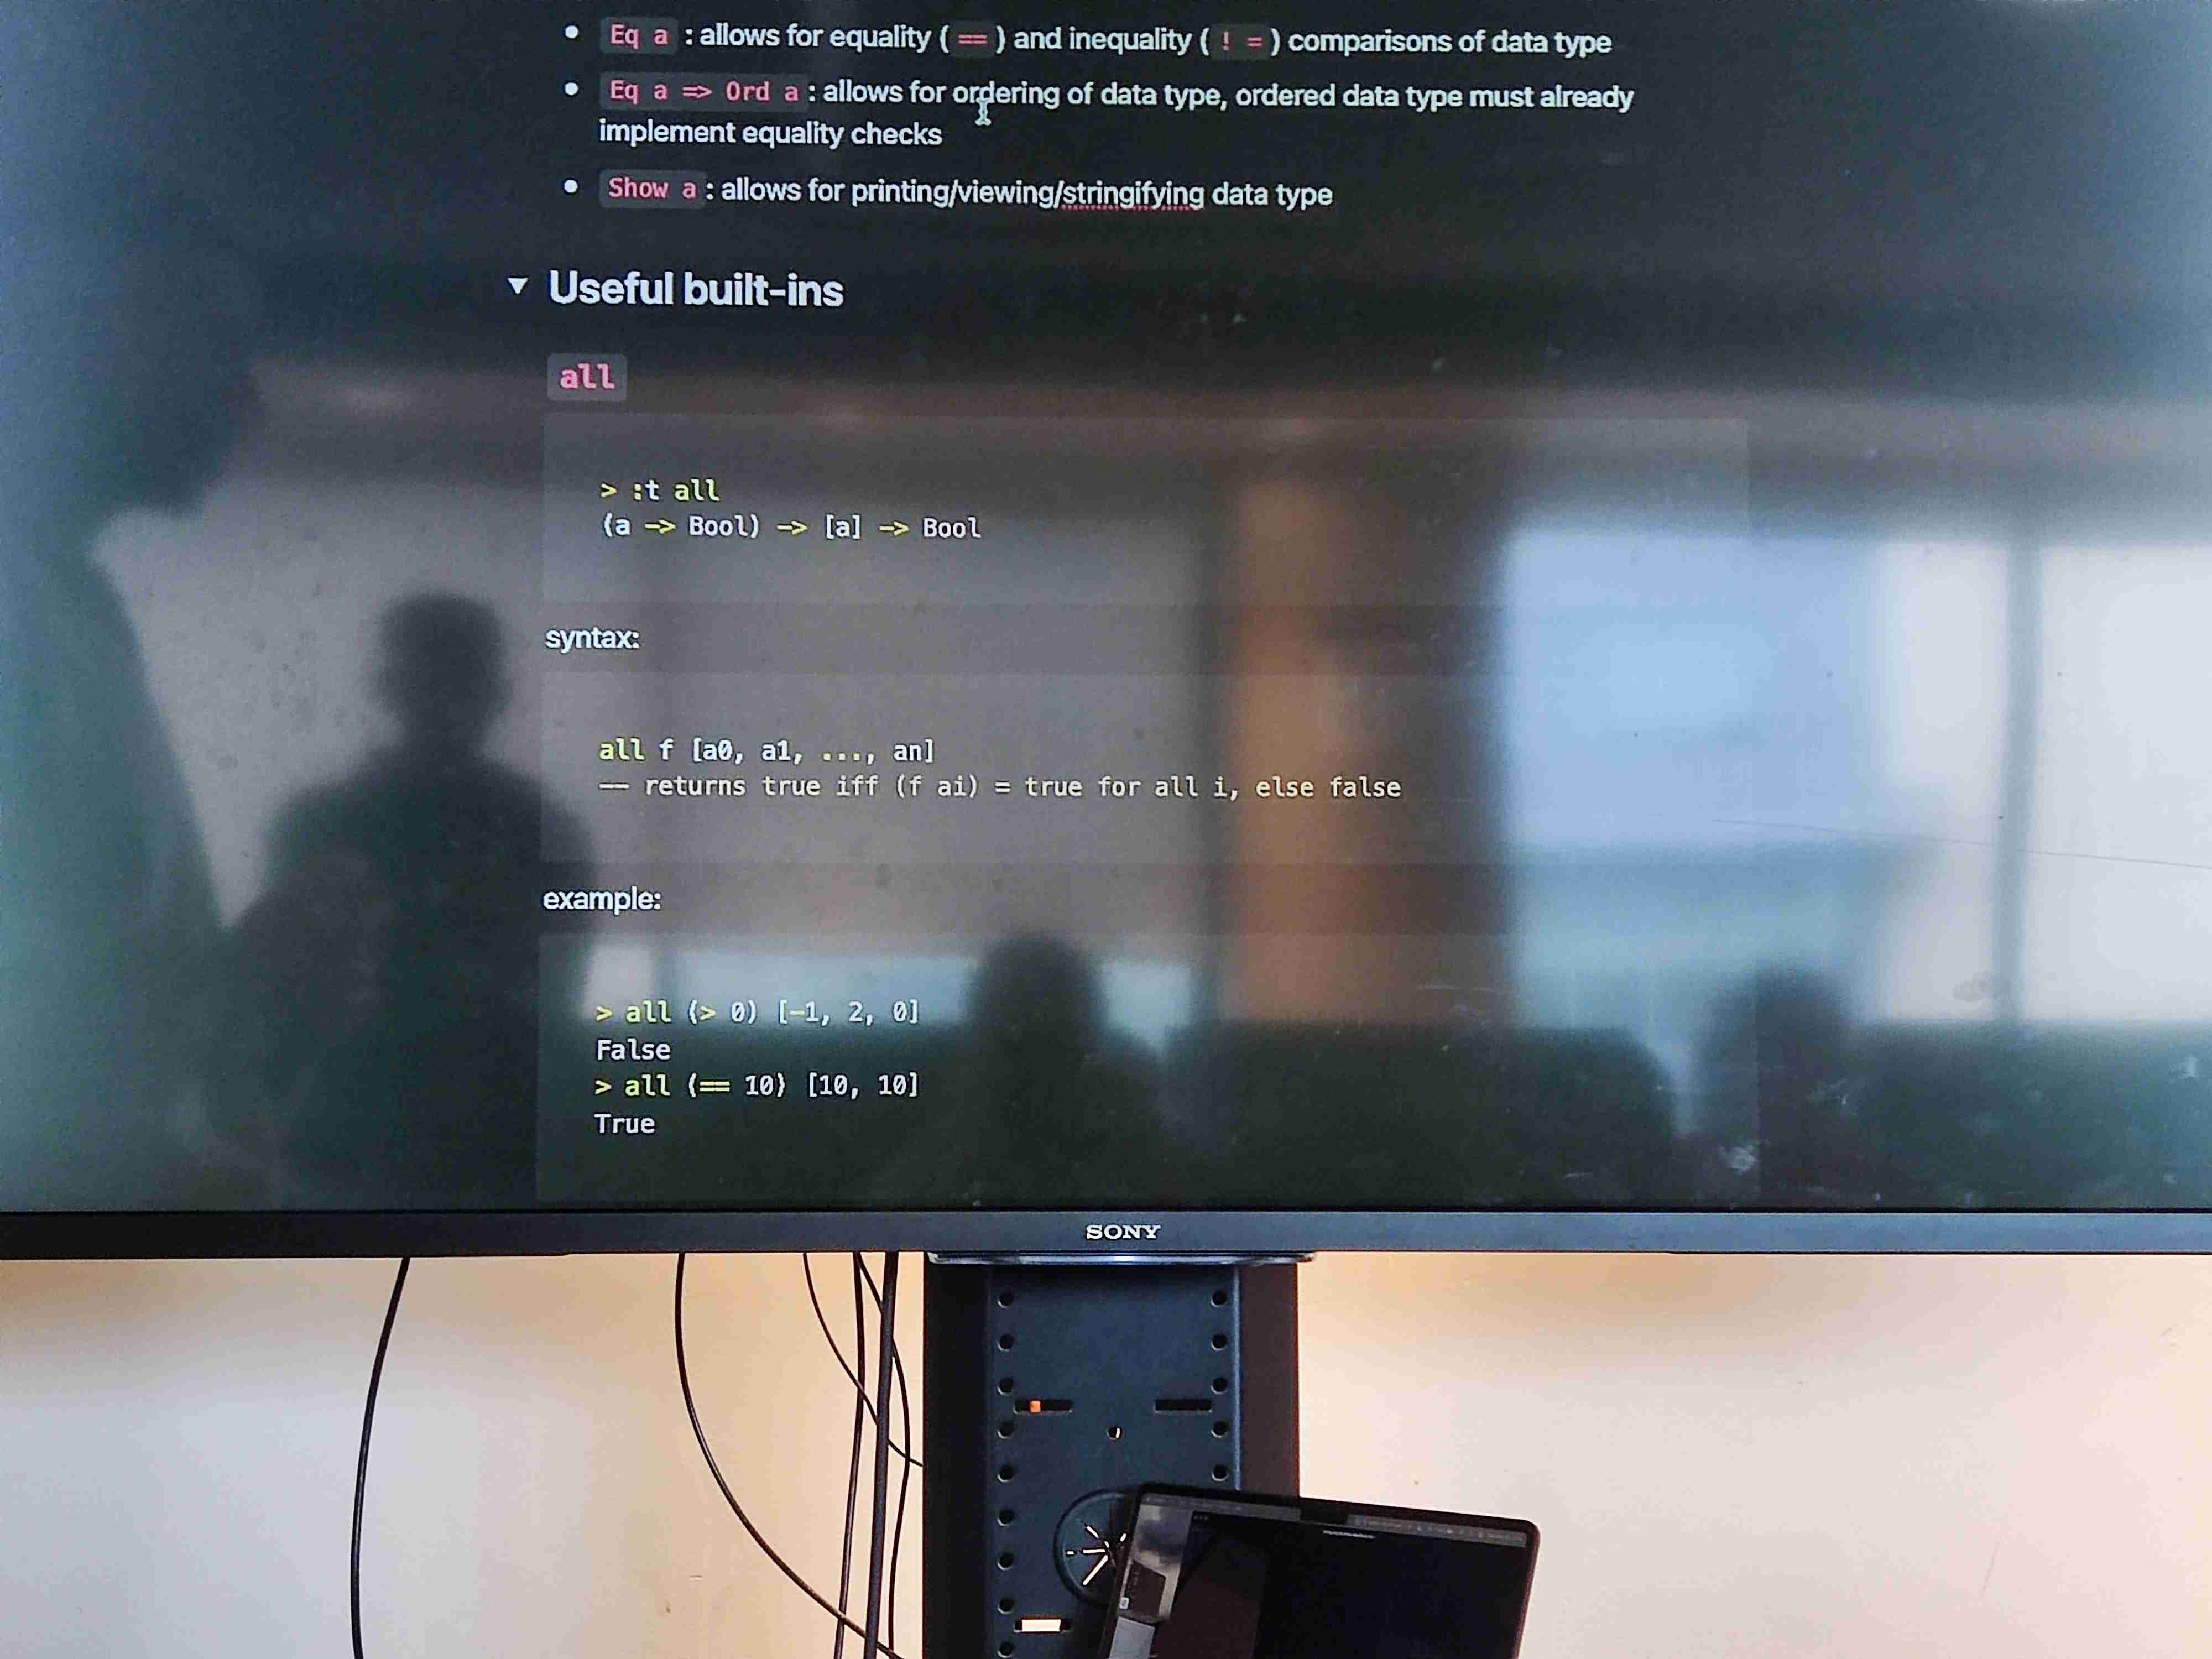 • Eq a : allows for equality ( == ) and inequality ( ! = ) comparisons of data type
• Eq a => Ord a : allows for ordering of data type, ordered data type must already
implement equality checks
• Show a : allows for printing/viewing/stringifying data type
▼ Useful built-ins
all
> :t all
(a -> Bool) -> [a] -> Bool
syntax:
all f [a0, a1, ..., an]
-- returns true iff (f ai) = true for all i, else false
example:
> all (> 0) [-1, 2, 0]
False
> all (== 10) [10, 10]
True
SONY